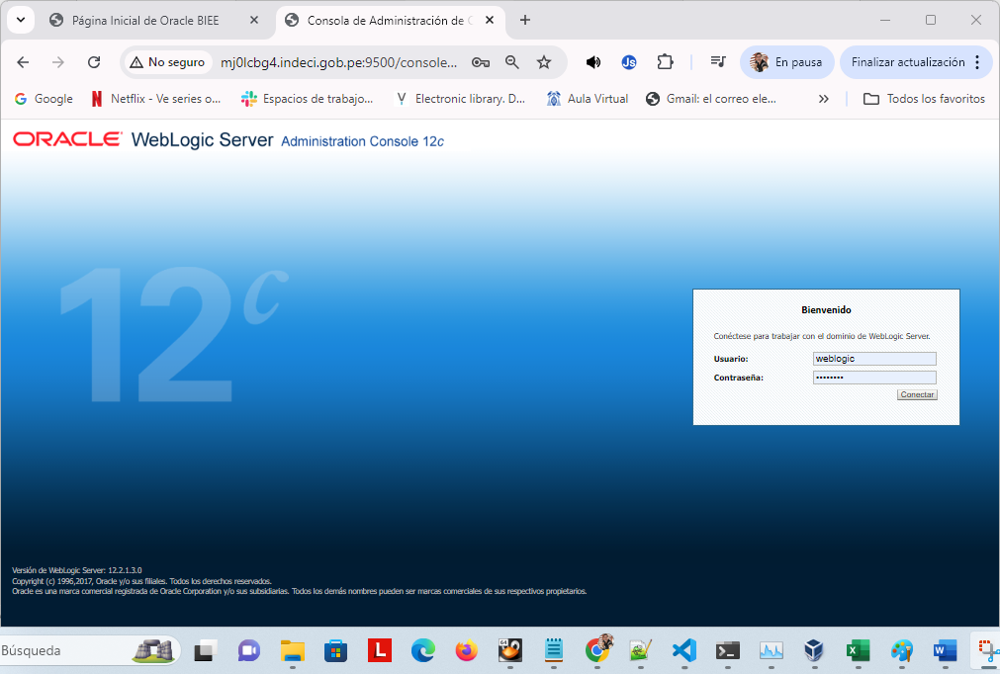 Página Inicial de Oracle BIEE
Consola de Administración de
No seguro
mj0lcbg4.indeci.gob.pe:9500/console...
Js
En pausa
Finalizar actualización
Google
Netflix - Ve series o...
Espacios de trabajo...
Electronic library. D...
Aula Virtual
Gmail: el correo ele...
Todos los favoritos
ORACLE WebLogic Server Administration Console 12c
12c
Bienvenido
Conéctese para trabajar con el dominio de WebLogic Server.
Usuario: weblogic
Contraseña: ••••••••
Conectar
Versión de WebLogic Server: 12.2.1.3.0
Copyright (c) 1996,2017, Oracle y/o sus filiales. Todos los derechos reservados.
Oracle es una marca comercial registrada de Oracle Corporation y/o sus subsidiarias. Todos los demás nombres pueden ser marcas comerciales de sus respectivos propietarios.
Búsqueda
L
64